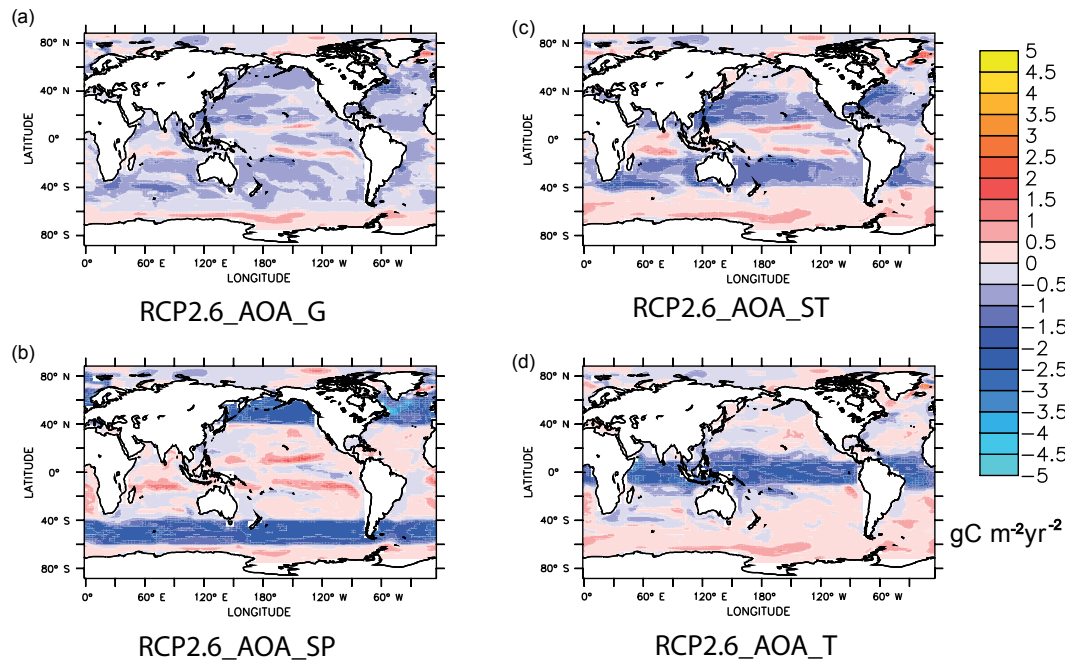 (a)
80° N
40° N
0°
40° S
80° S
LATITUDE
0°
60° E
120° E
120° W
60° W
LONGITUDE
RCP2.6_AOA_G
(c)
80° N
40° N
0°
40° S
80° S
LATITUDE
0°
60° E
120° E
120° W
60° W
LONGITUDE
RCP2.6_AOA_ST
(b)
80° N
40° N
0°
40° S
80° S
LATITUDE
0°
60° E
120° E
120° W
60° W
LONGITUDE
RCP2.6_AOA_SP
(d)
80° N
40° N
0°
40° S
80° S
LATITUDE
0°
60° E
120° E
120° W
60° W
LONGITUDE
RCP2.6_AOA_T
5
4.5
4
3.5
3
2.5
2
1.5
1
0.5
0
−0.5
−1
−1.5
−2
−2.5
−3
−3.5
−4
−4.5
−5
gC m⁻²yr⁻²